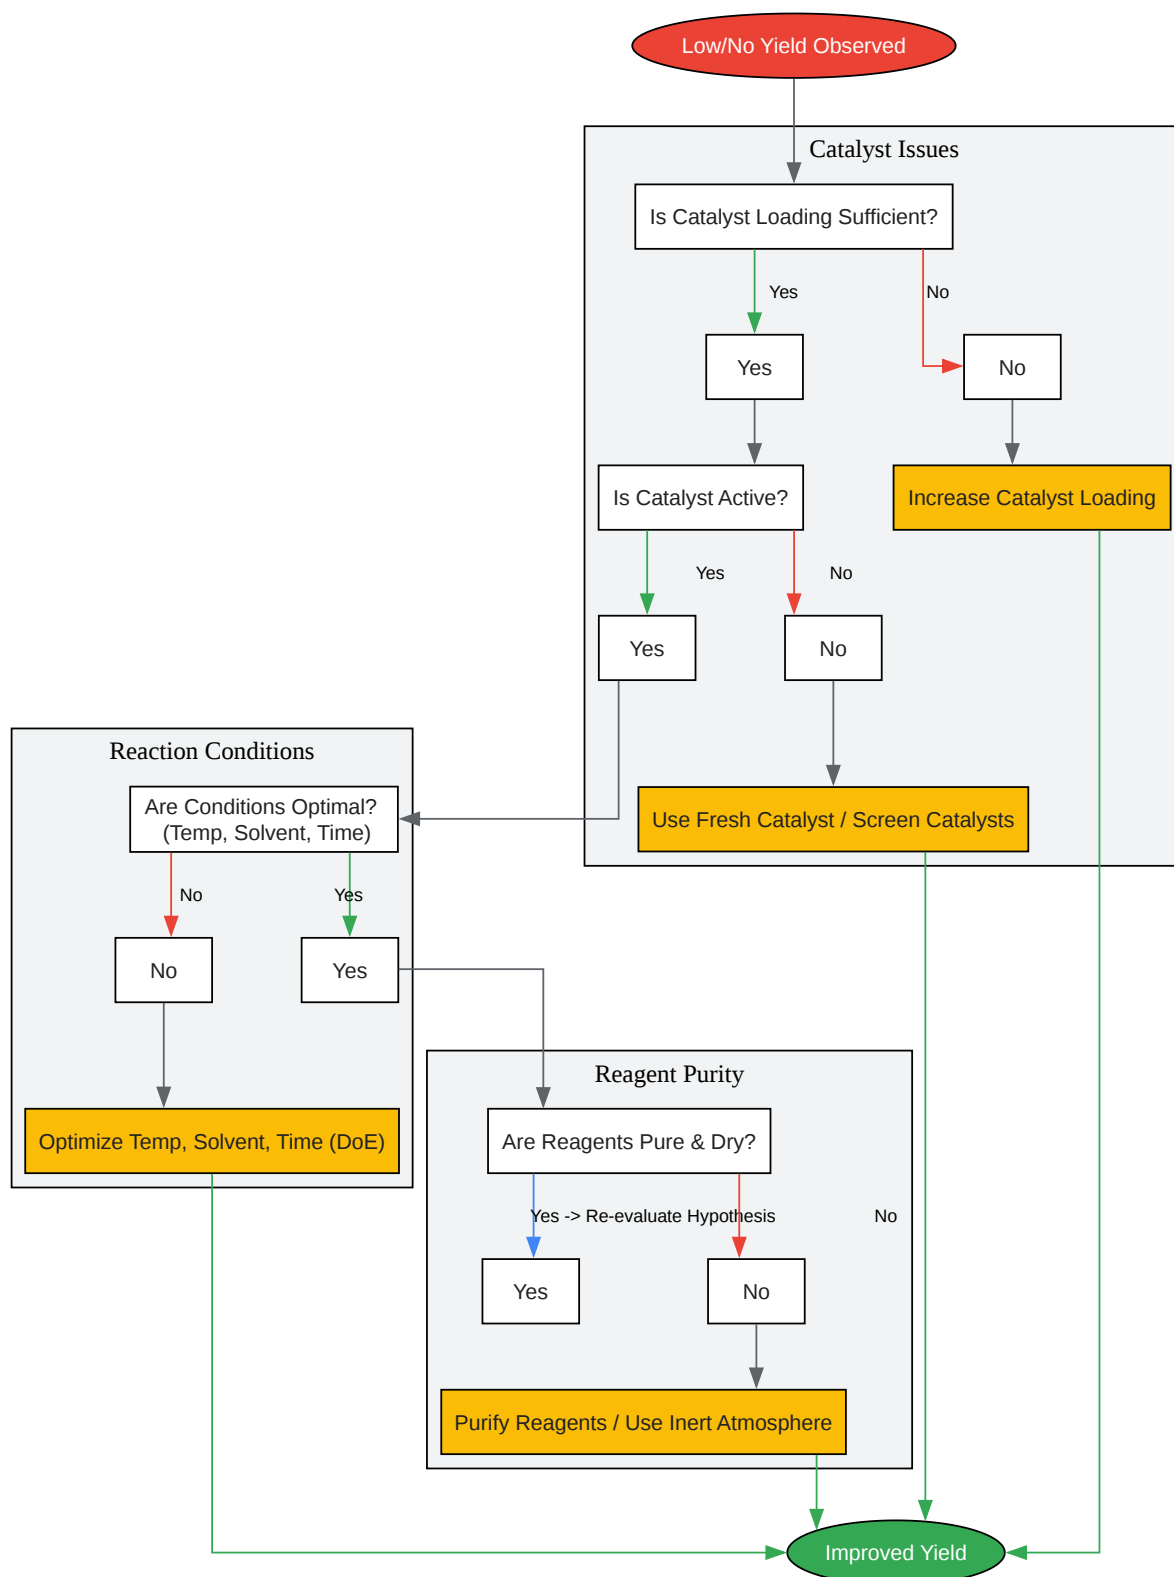 Low/No Yield Observed
Catalyst Issues
Is Catalyst Loading Sufficient?
Yes
No
Yes
No
Is Catalyst Active?
Increase Catalyst Loading
Yes
No
Yes
No
Use Fresh Catalyst / Screen Catalysts
Reaction Conditions
Are Conditions Optimal?
(Temp, Solvent, Time)
No
Yes
No
Yes
Optimize Temp, Solvent, Time (DoE)
Reagent Purity
Are Reagents Pure & Dry?
Yes -> Re-evaluate Hypothesis
No
Yes
No
Purify Reagents / Use Inert Atmosphere
Improved Yield